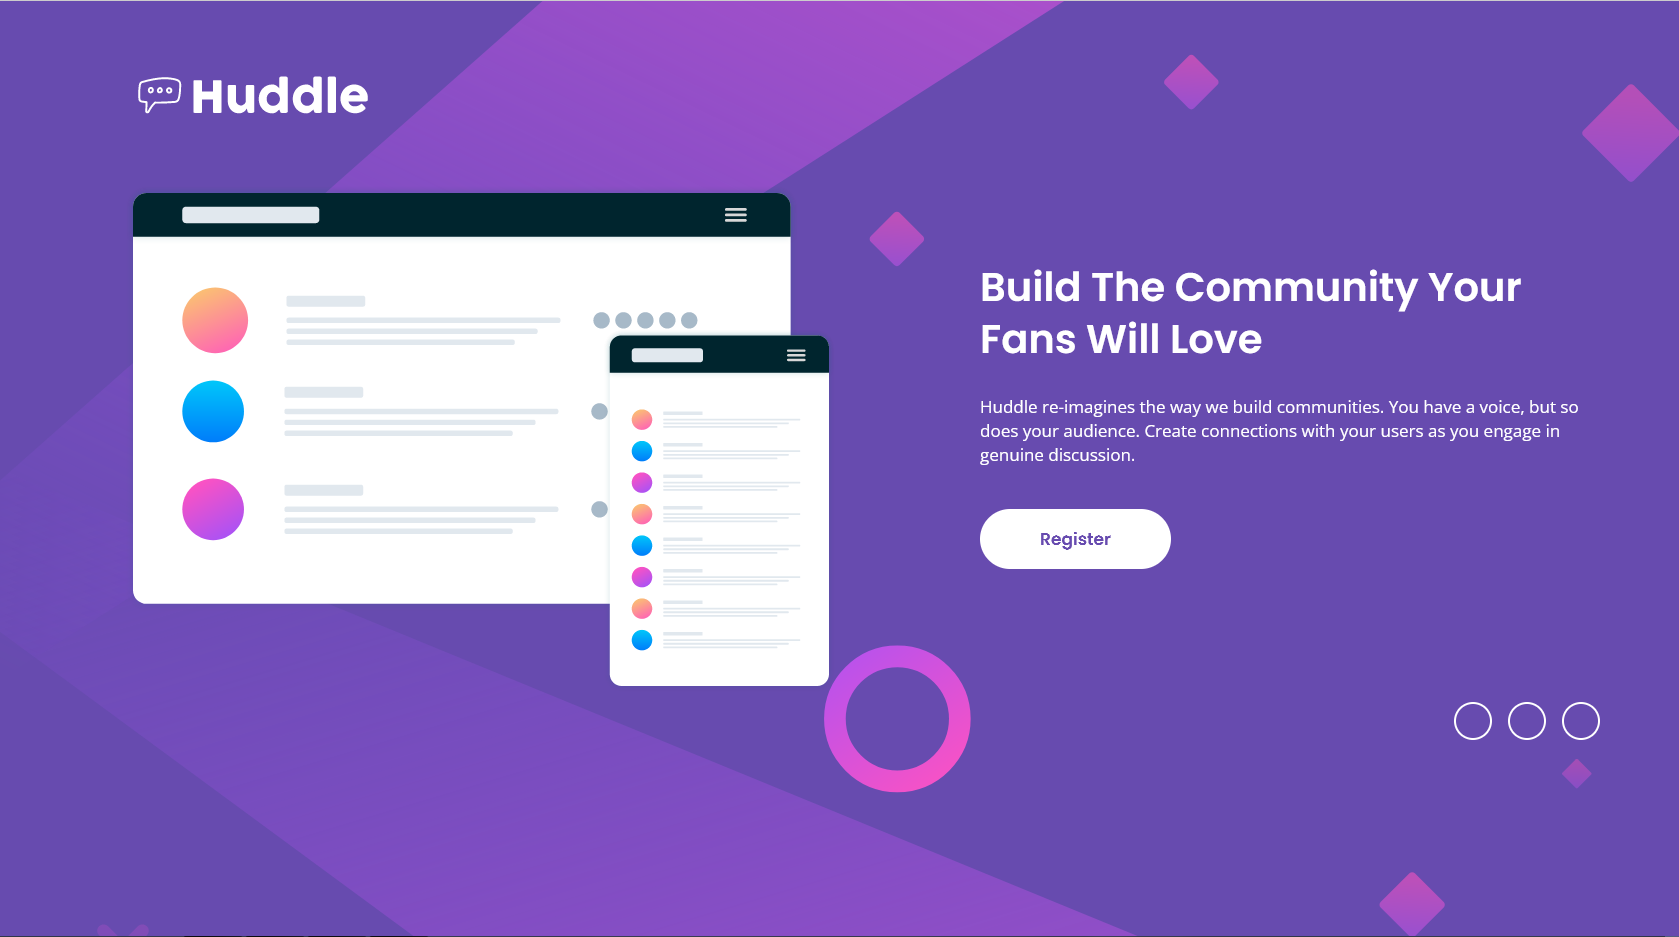 Huddle
Build The Community Your
Fans Will Love
Huddle re-imagines the way we build communities. You have a voice, but so
does your audience. Create connections with your users as you engage in
genuine discussion.
Register